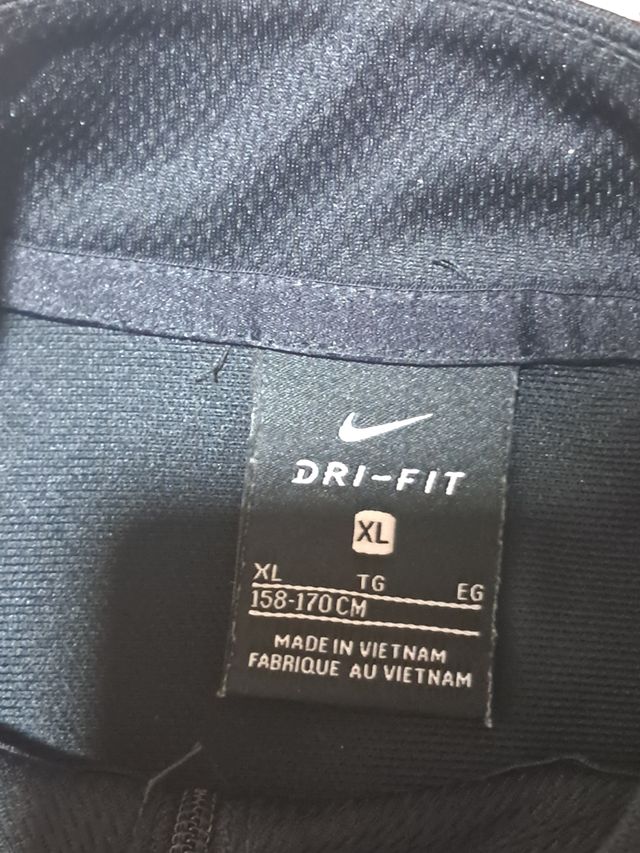 DRI-FIT
XL
XL TG EG
158-170CM
MADE IN VIETNAM
FABRIQUE AU VIETNAM